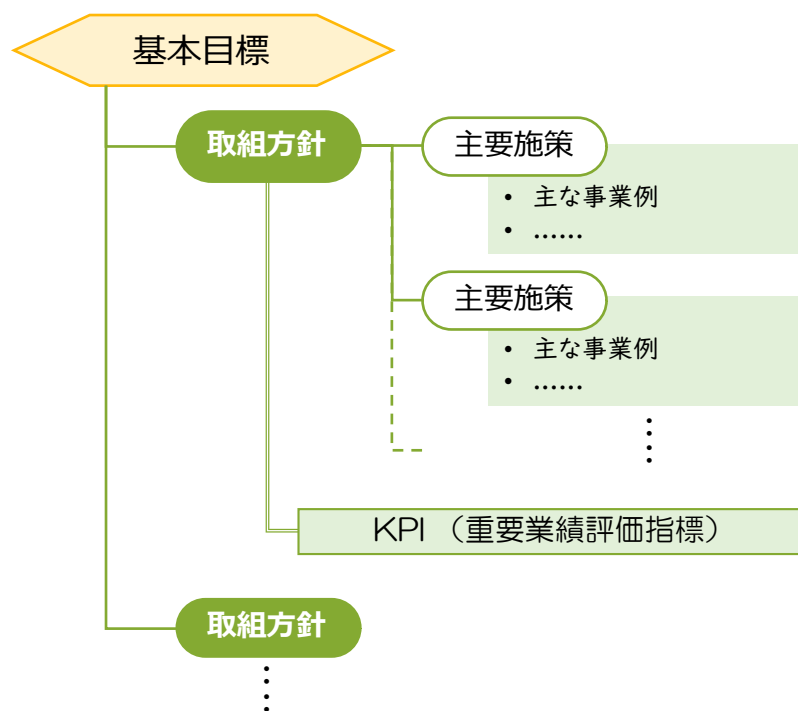 基本目標
取組方針
主要施策
• 主な事業例
• ……
主要施策
• 主な事業例
• ……
⋮
KPI（重要業績評価指標）
取組方針
⋮